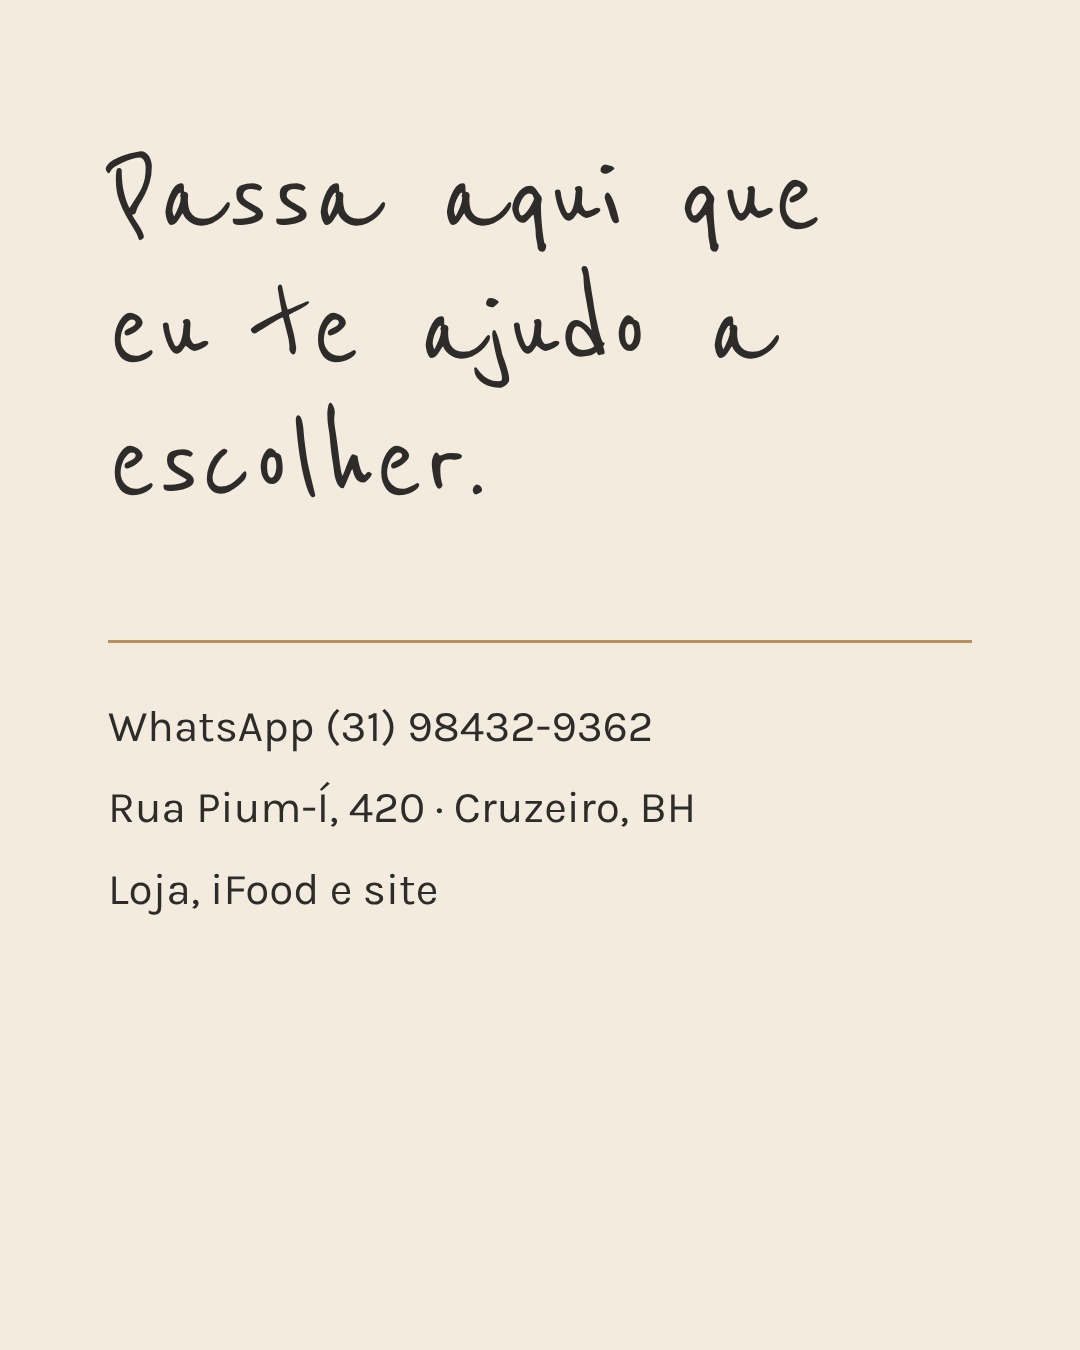 Passa aqui que
eu te ajudo a
escolher.
WhatsApp (31) 98432-9362
Rua Pium-Í, 420 · Cruzeiro, BH
Loja, iFood e site